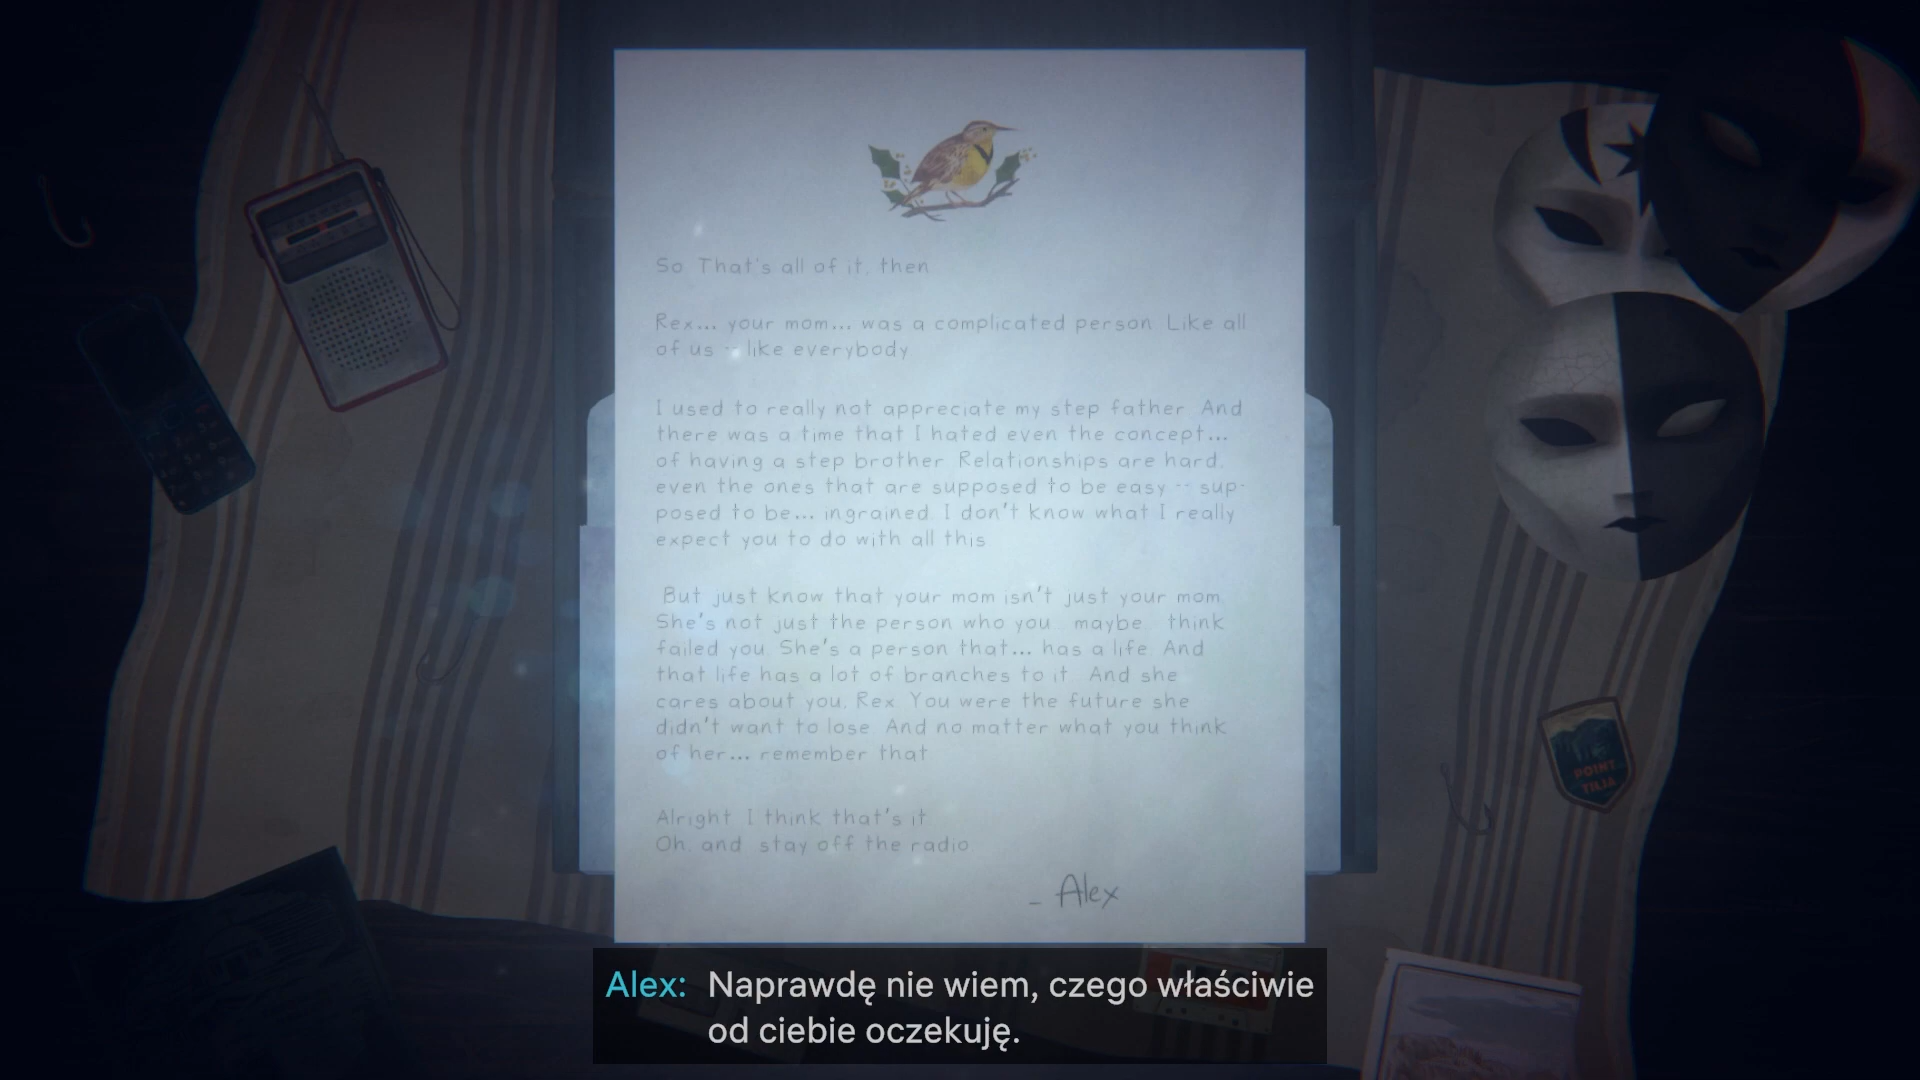 So. That's all of it, then.
Rex... your mom... was a complicated person. Like all
of us -- like everybody.
I used to really not appreciate my step father. And
there was a time that I hated even the concept...
of having a step brother. Relationships are hard,
even the ones that are supposed to be easy -- sup-
posed to be... ingrained. I don't know what I really
expect you to do with all this.
But just know that your mom isn't just your mom.
She's not just the person who you, maybe, think
failed you. She's a person that... has a life. And
that life has a lot of branches to it. And she
cares about you, Rex. You were the future she
didn't want to lose. And no matter what you think
of her... remember that.
Alright. I think that's it.
Oh, and, stay off the radio.
- Alex
POINT
TILIA
Alex: Naprawdę nie wiem, czego właściwie
od ciebie oczekuję.